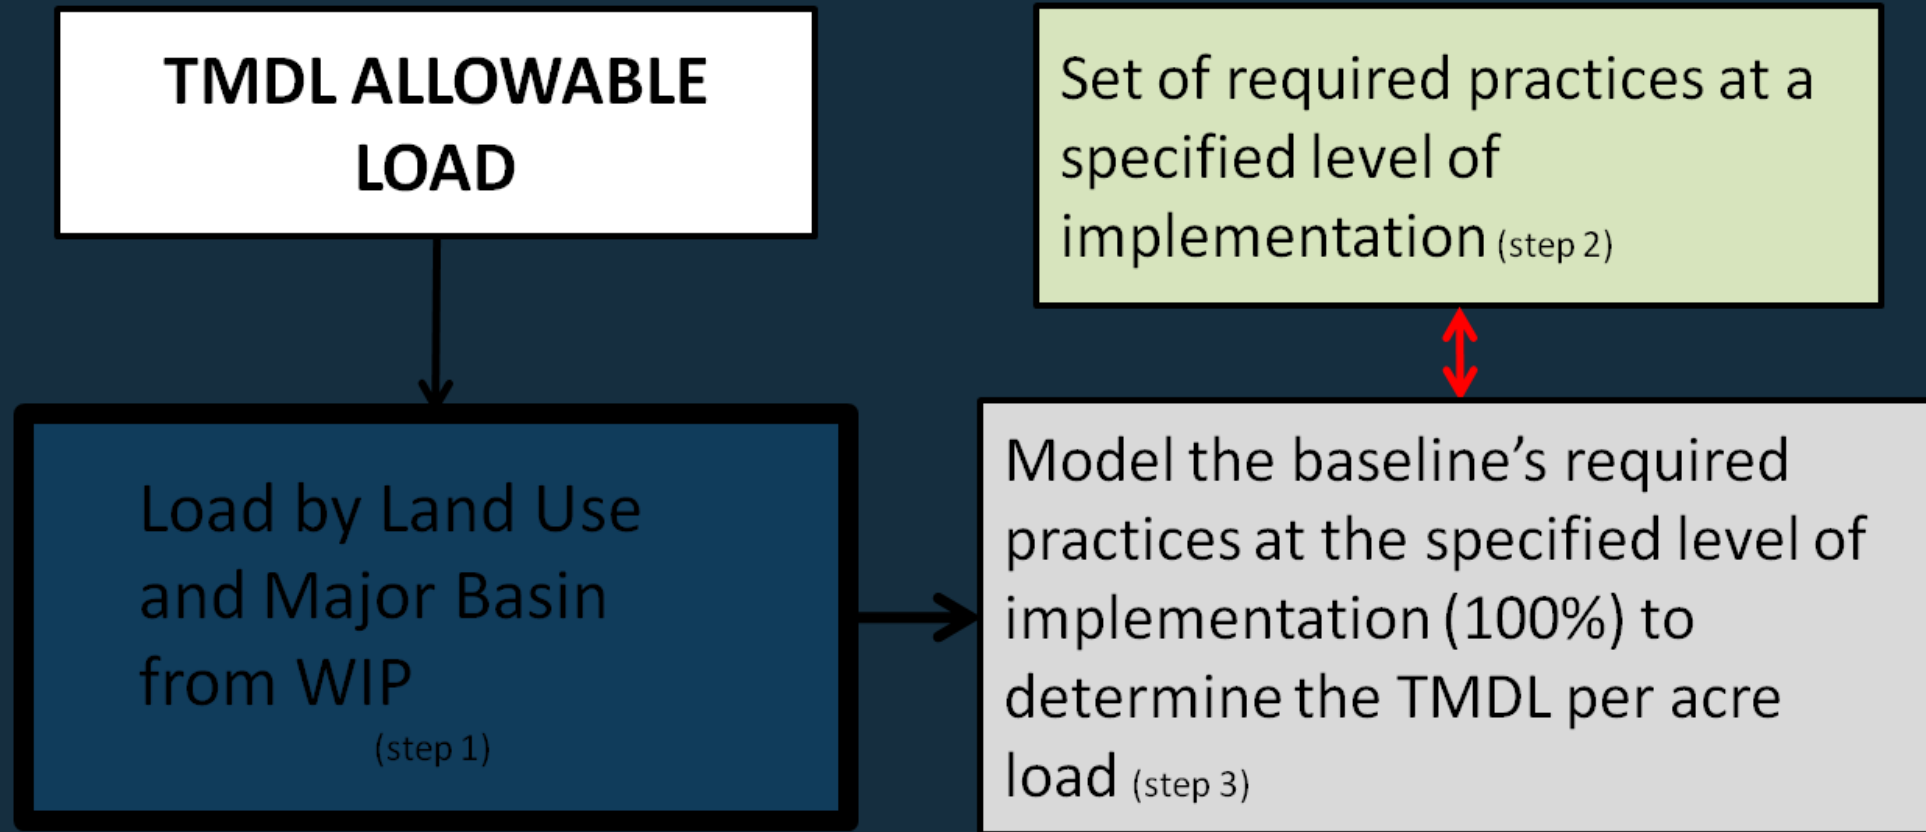 TMDL ALLOWABLE
LOAD
Set of required practices at a
specified level of
implementation (step 2)
Load by Land Use
and Major Basin
from WIP
(step 1)
Model the baseline’s required
practices at the specified level of
implementation (100%) to
determine the TMDL per acre
load (step 3)